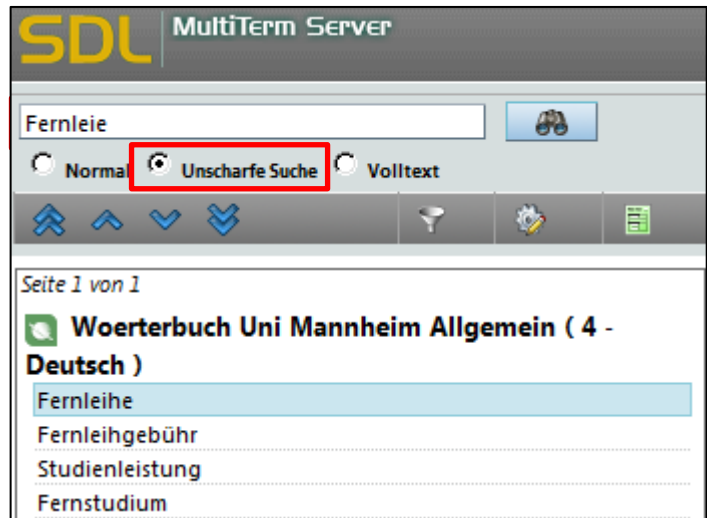 SDL MultiTerm Server
Fernleie
Normal Unscharfe Suche Volltext
Seite 1 von 1
Woerterbuch Uni Mannheim Allgemein ( 4 -
Deutsch )
Fernleihe
Fernleihgebühr
Studienleistung
Fernstudium